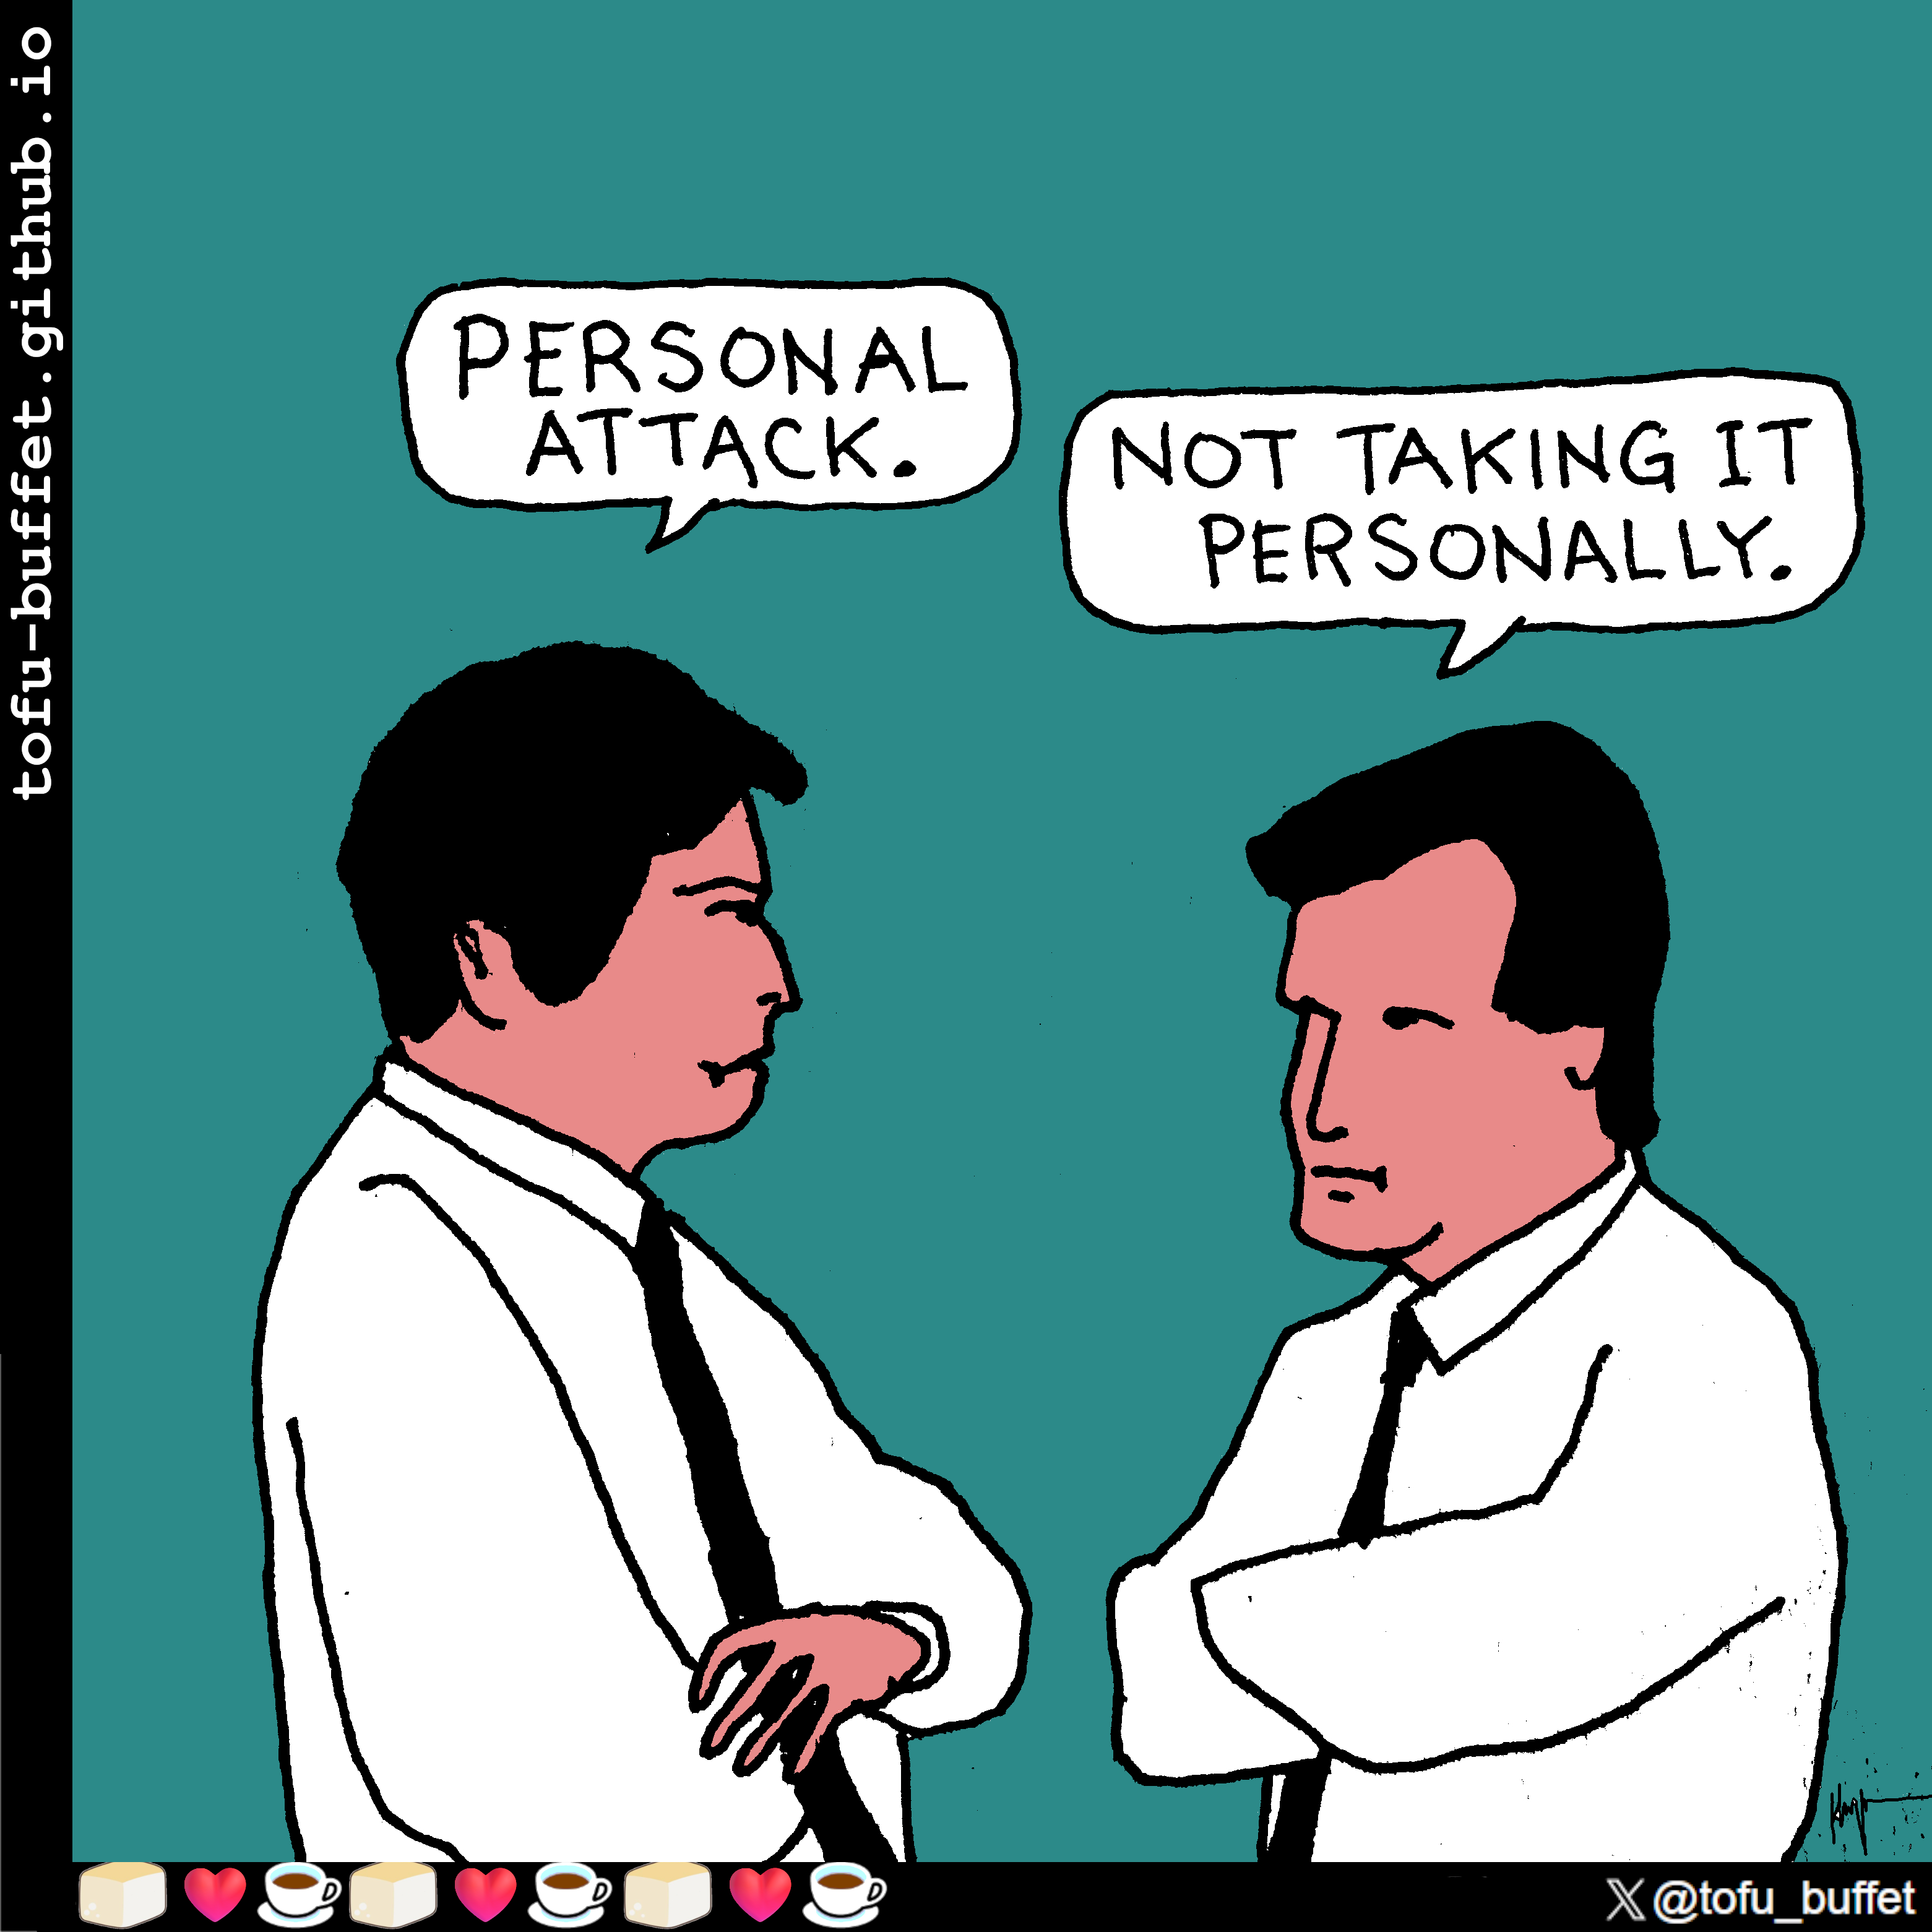 tofu-buffet.github.io
PERSONAL
ATTACK.
NOT TAKING IT
PERSONALLY.
X @tofu_buffet